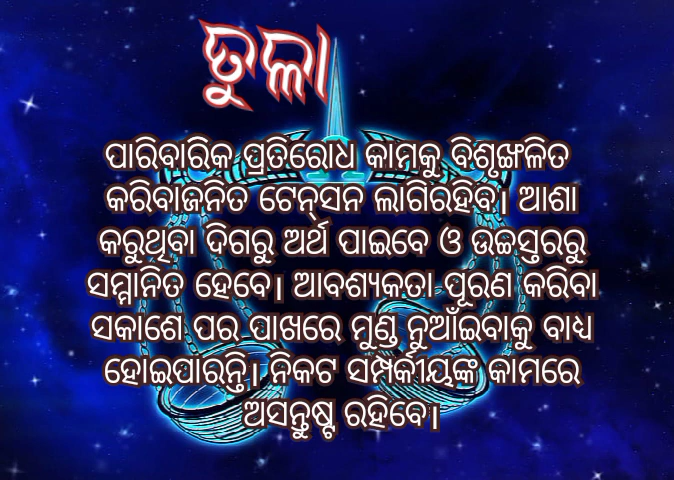 ତୁଳା
ପାରିବାରିକ ପ୍ରତିରୋଧ କାମକୁ ବିଶୃଙ୍ଖଳିତ
କରିବାଜନିତ ଟେନ୍‌ସନ ଲାଗିରହିବ। ଆଶା
କରୁଥିବା ଦିଗରୁ ଅର୍ଥ ପାଇବେ ଓ ଉଚ୍ଚସ୍ତରରୁ
ସମ୍ମାନିତ ହେବେ। ଆବଶ୍ୟକତା ପୂରଣ କରିବା
ସକାଶେ ପର ପାଖରେ ମୁଣ୍ଡ ନୁଆଁଇବାକୁ ବାଧ୍ୟ
ହୋଇପାରନ୍ତି। ନିକଟ ସମ୍ପର୍କୀୟଙ୍କ କାମରେ
ଅସନ୍ତୁଷ୍ଟ ରହିବେ।